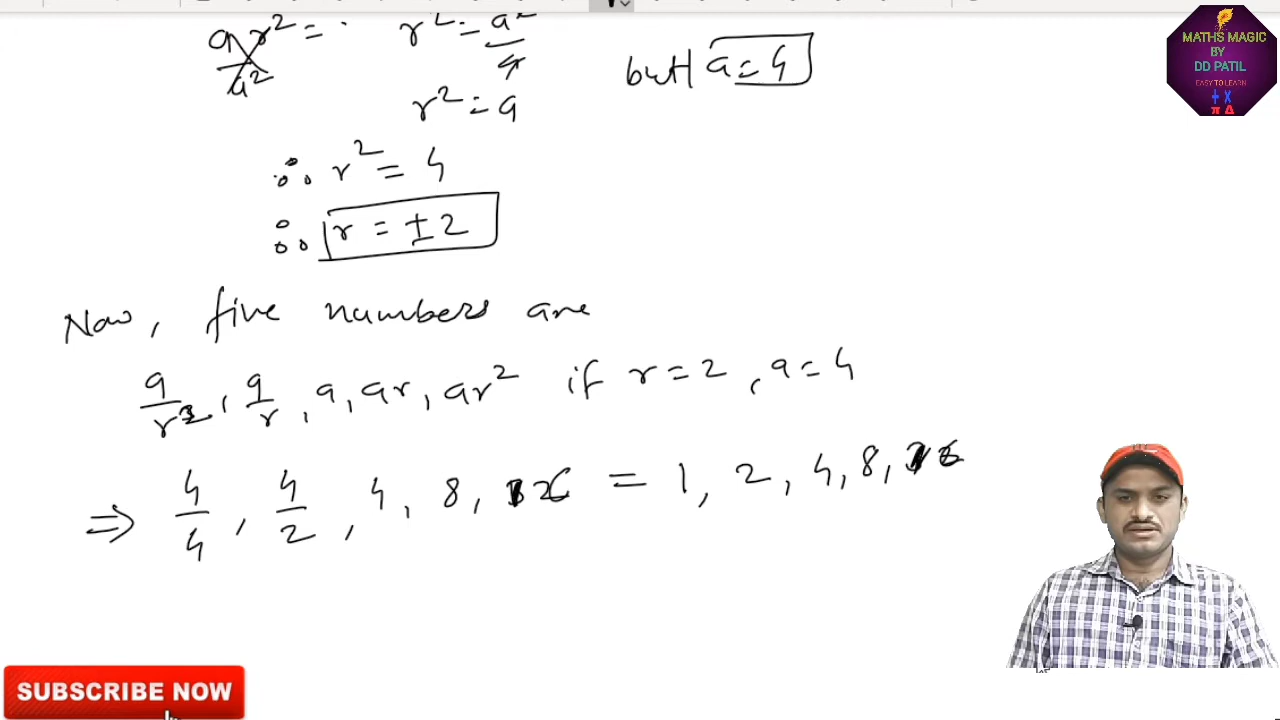 ar²/a² = r² = a²/a
but a = 4
r² = a
∴ r² = 4
∴ r = ±2
Now, five numbers are
a/r², a/r, a, ar, ar² if r = 2, a = 4
⇒ 4/4, 4/2, 4, 8, 16 = 1, 2, 4, 8, 16
MATHS MAGIC
BY
DD PATIL
EASY TO LEARN
÷ X
π Δ
SUBSCRIBE NOW